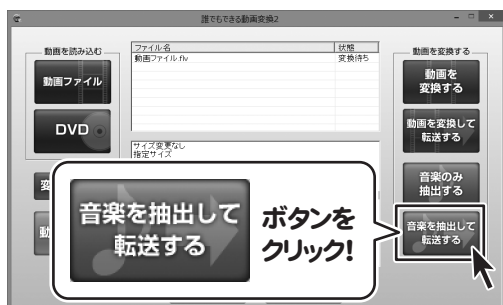 誰でもできる動画変換2
動画を読み込む
動画ファイル
DVD
ファイル名
状態
動画ファイル.flv
変換待ち
サイズ変更なし
指定サイズ
動画を変換する
動画を
変換する
動画を変換して
転送する
音楽のみ
抽出する
音楽を抽出して
転送する
変
動
音楽を抽出して
転送する
ボタンを
クリック!